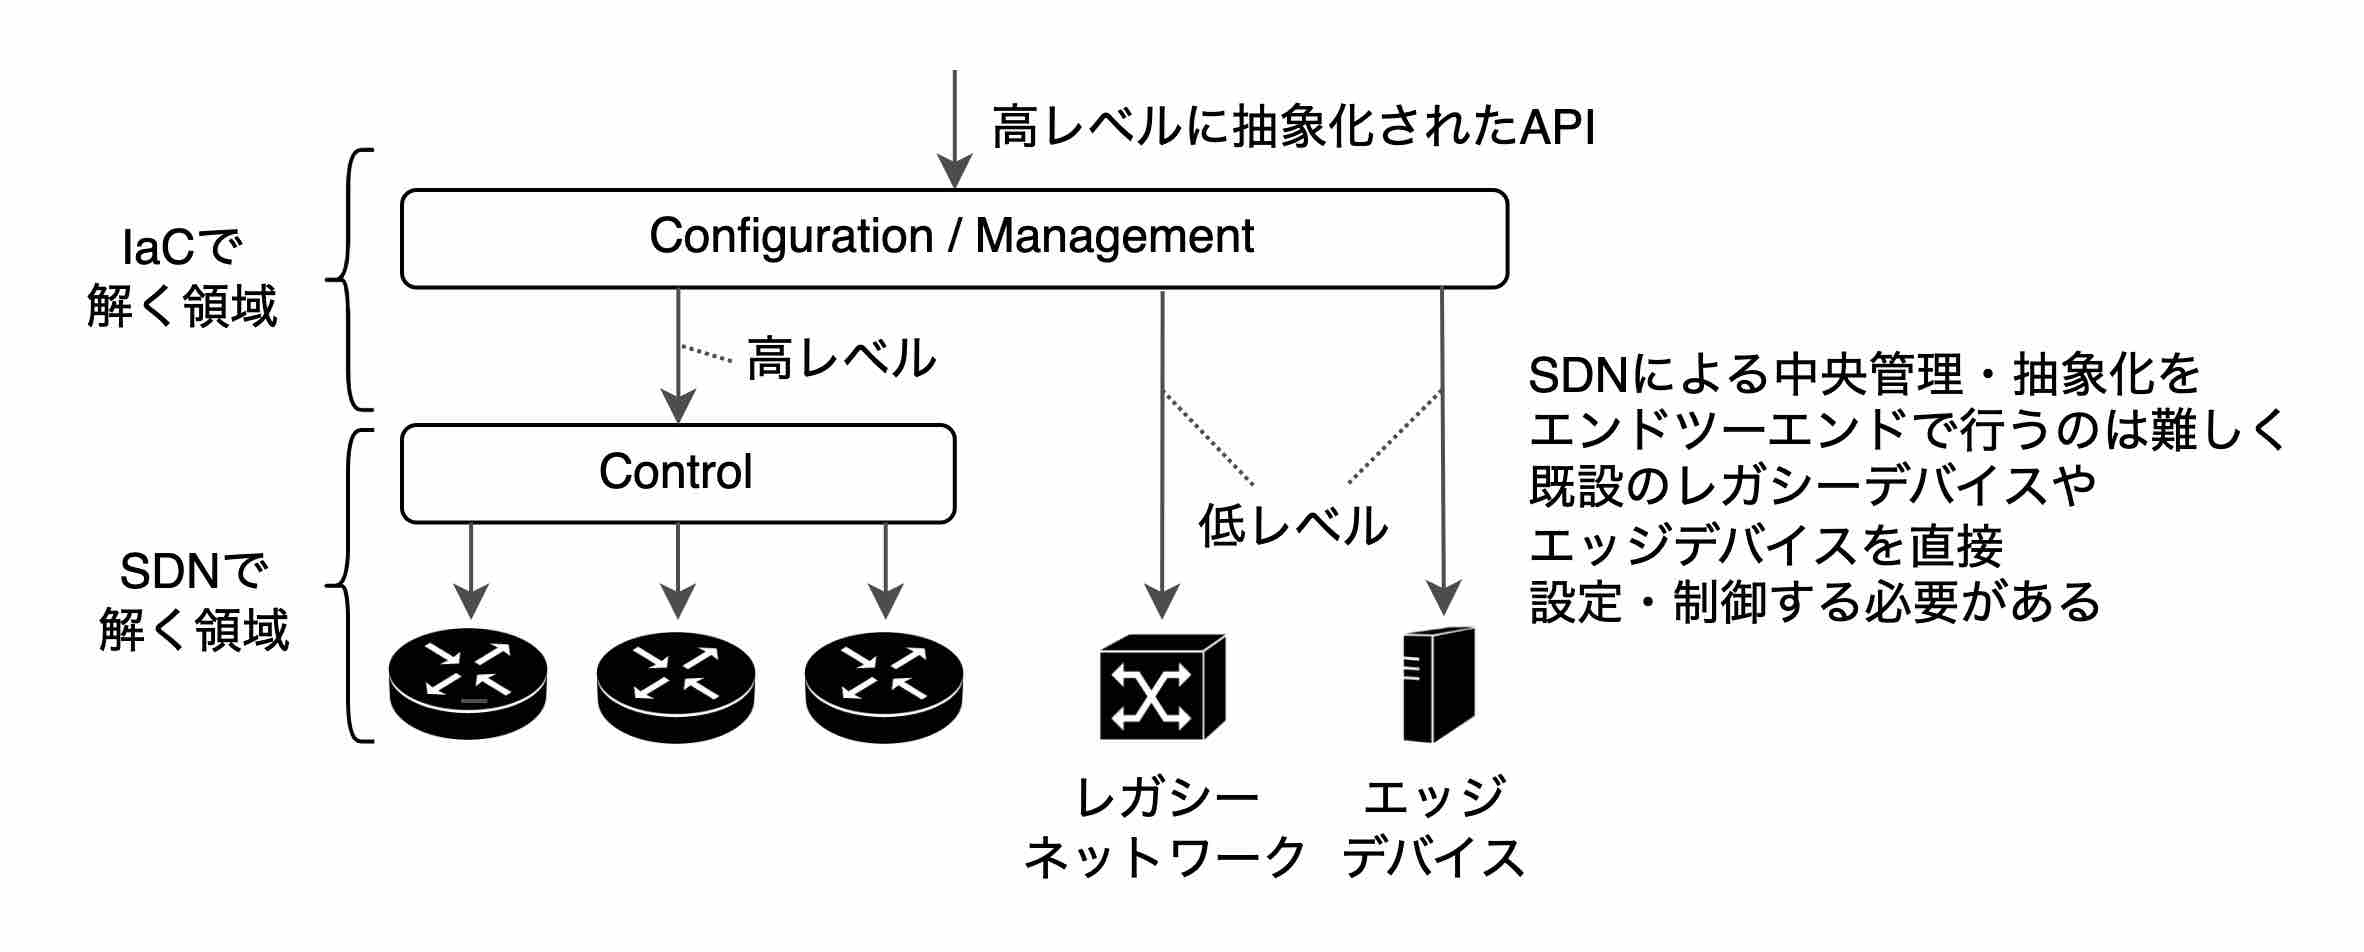 高レベルに抽象化されたAPI
Configuration / Management
IaCで
解く領域
高レベル
SDNによる中央管理・抽象化を
エンドツーエンドで行うのは難しく
既設のレガシーデバイスや
エッジデバイスを直接
設定・制御する必要がある
Control
低レベル
SDNで
解く領域
レガシー
ネットワーク
エッジ
デバイス